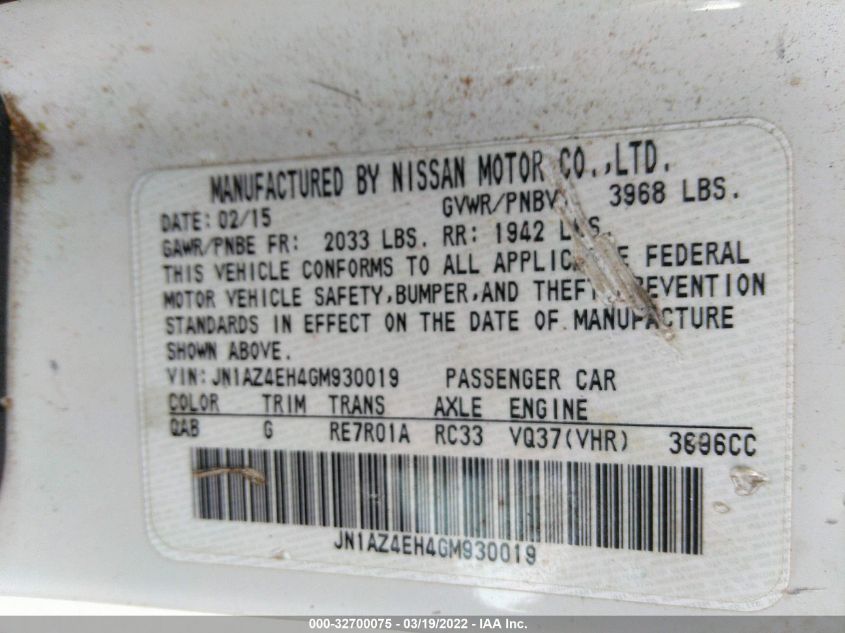 MANUFACTURED BY NISSAN MOTOR CO.,LTD.
DATE: 02/15 GVWR/PNBV: 3968 LBS.
GAWR/PNBE FR: 2033 LBS. RR: 1942 LBS.
THIS VEHICLE CONFORMS TO ALL APPLICABLE FEDERAL
MOTOR VEHICLE SAFETY,BUMPER,AND THEFT PREVENTION
STANDARDS IN EFFECT ON THE DATE OF MANUFACTURE
SHOWN ABOVE.
VIN: JN1AZ4EH4GM930019 PASSENGER CAR
COLOR TRIM TRANS AXLE ENGINE
QAB G RE7R01A RC33 VQ37(VHR) 3696CC
JN1AZ4EH4GM930019
000-32700075 - 03/19/2022 - IAA Inc.